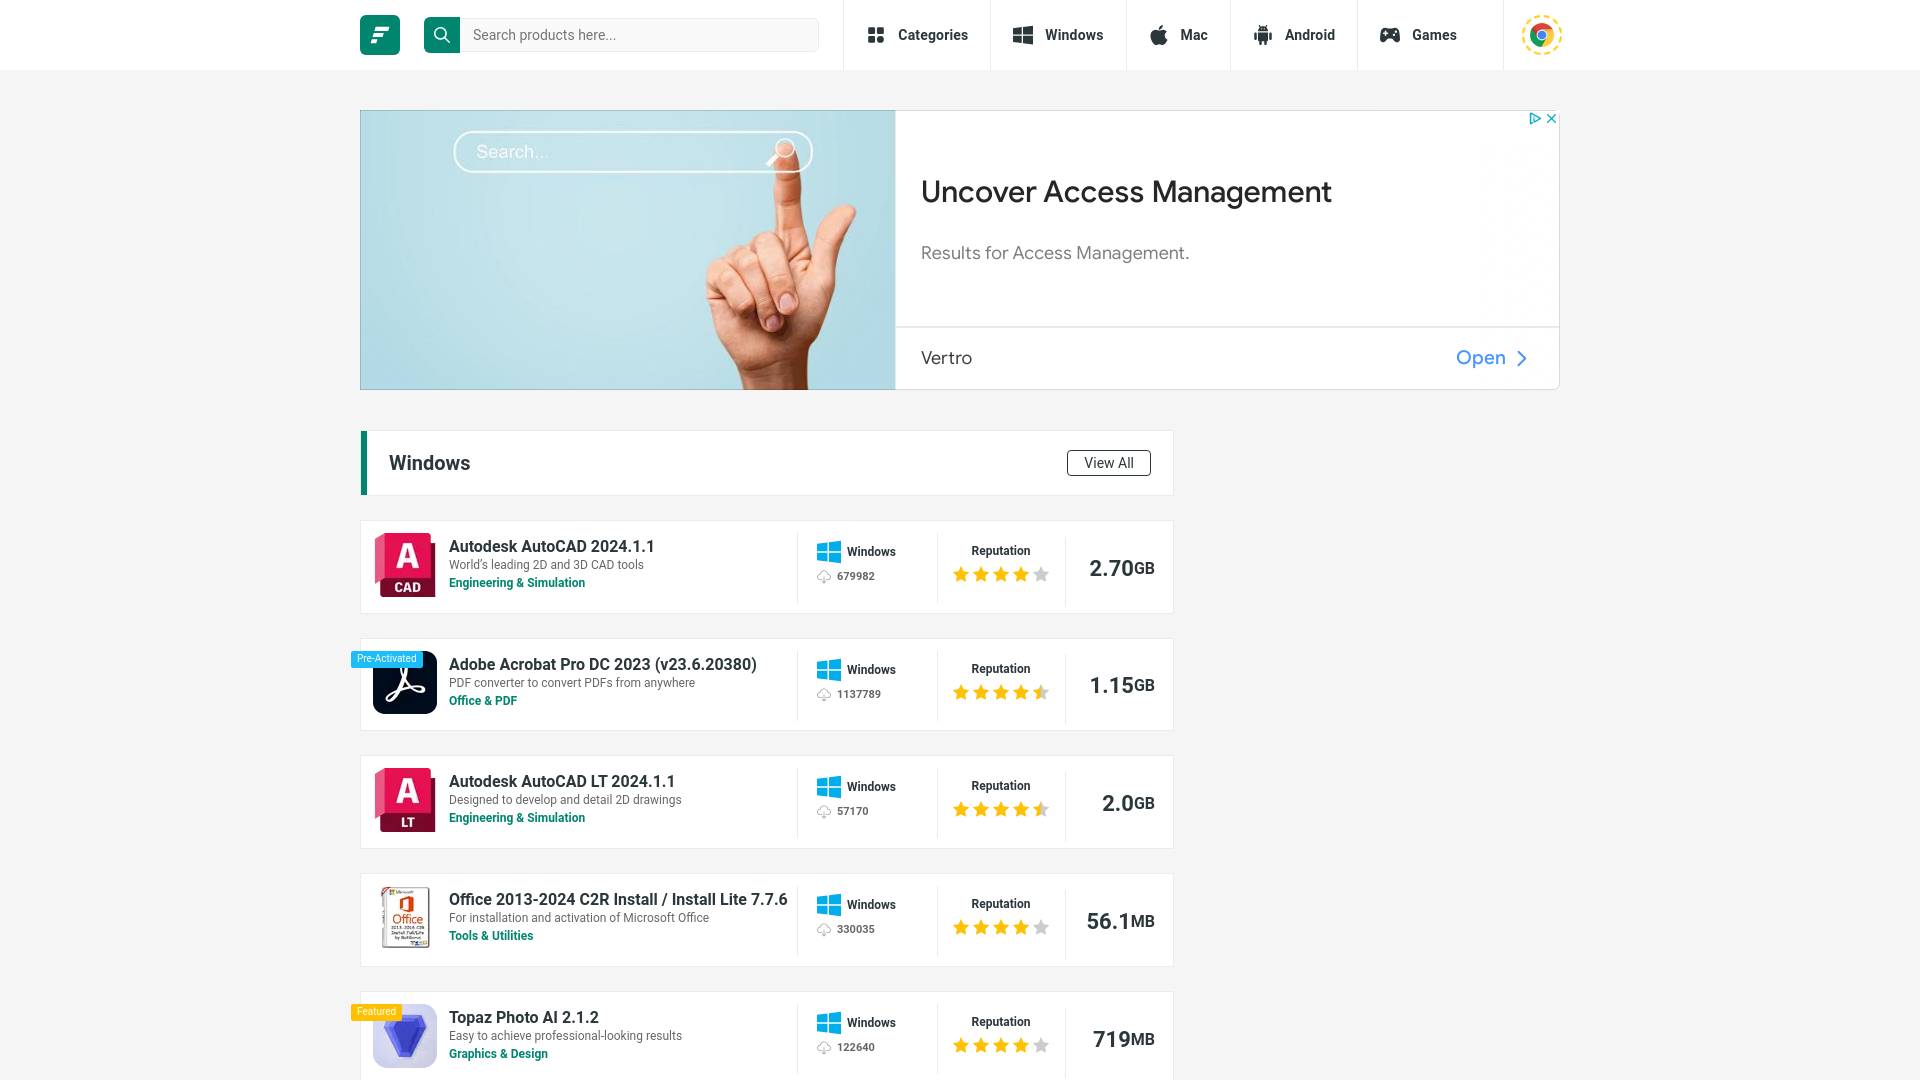 Search products here...
Categories
Windows
Mac
Android
Games
Search...
Uncover Access Management
Results for Access Management.
Vertro
Open
Windows
View All
A
CAD
Autodesk AutoCAD 2024.1.1
World's leading 2D and 3D CAD tools
Engineering & Simulation
Windows
679982
Reputation
2.70GB
Pre-Activated
Adobe Acrobat Pro DC 2023 (v23.6.20380)
PDF converter to convert PDFs from anywhere
Office & PDF
Windows
1137789
Reputation
1.15GB
A
LT
Autodesk AutoCAD LT 2024.1.1
Designed to develop and detail 2D drawings
Engineering & Simulation
Windows
57170
Reputation
2.0GB
Office
Office 2013-2024 C2R Install / Install Lite 7.7.6
For installation and activation of Microsoft Office
Tools & Utilities
Windows
330035
Reputation
56.1MB
Featured
Topaz Photo AI 2.1.2
Easy to achieve professional-looking results
Graphics & Design
Windows
122640
Reputation
719MB